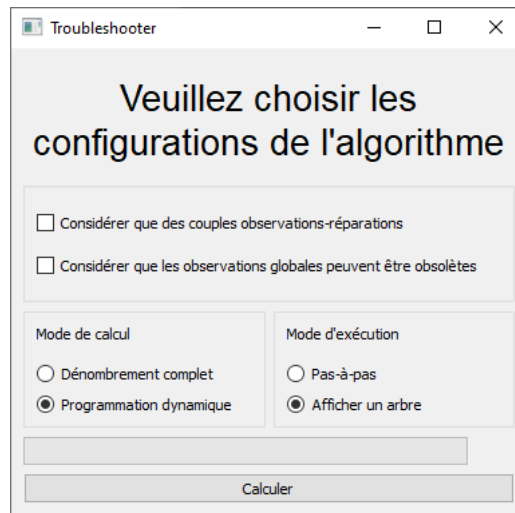 Troubleshooter
Veuillez choisir les
configurations de l'algorithme
Considérer que des couples observations-réparations
Considérer que les observations globales peuvent être obsolètes
Mode de calcul
Dénombrement complet
Programmation dynamique
Mode d'exécution
Pas-à-pas
Afficher un arbre
Calculer